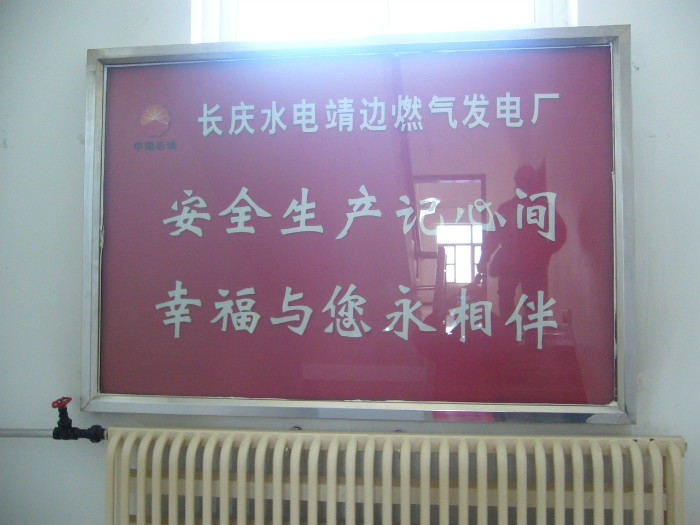 长庆水电靖边燃气发电厂
中国石油
安全生产记心间
幸福与您永相伴